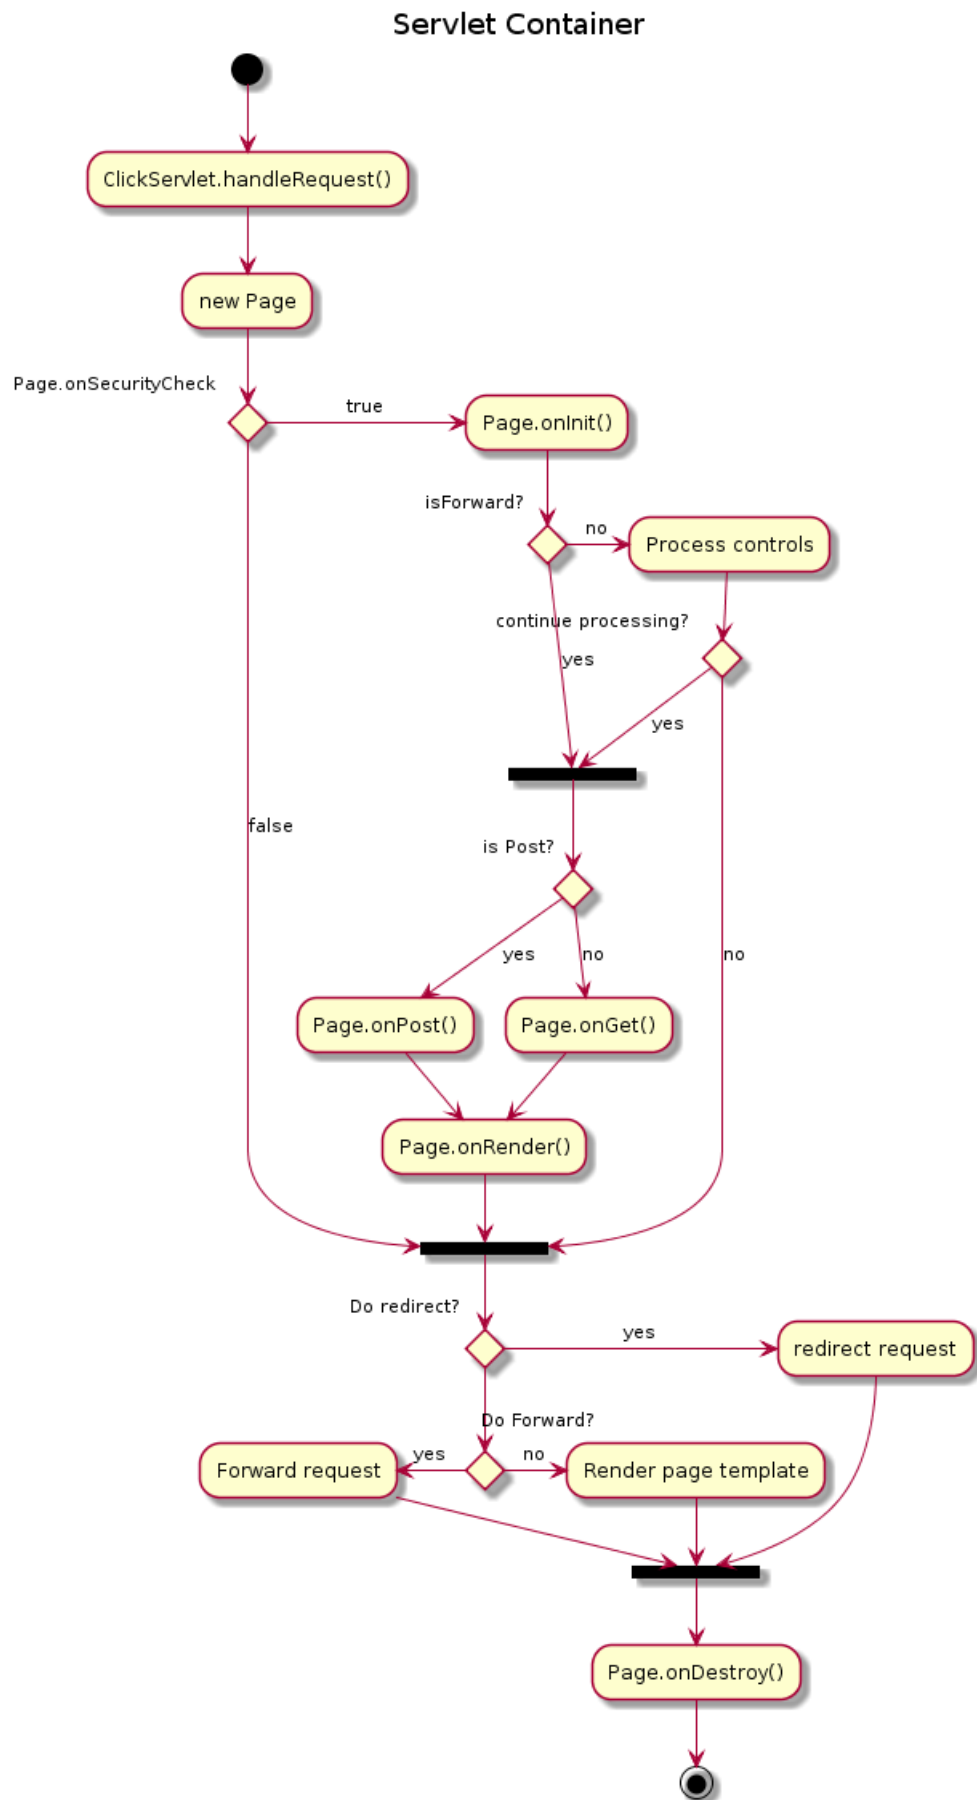 Servlet Container
ClickServlet.handleRequest()
new Page
Page.onSecurityCheck
true
Page.onInit()
isForward?
no
Process controls
continue processing?
yes
yes
false
is Post?
yes
no
no
Page.onPost()
Page.onGet()
Page.onRender()
Do redirect?
yes
redirect request
Do Forward?
yes
no
Forward request
Render page template
Page.onDestroy()